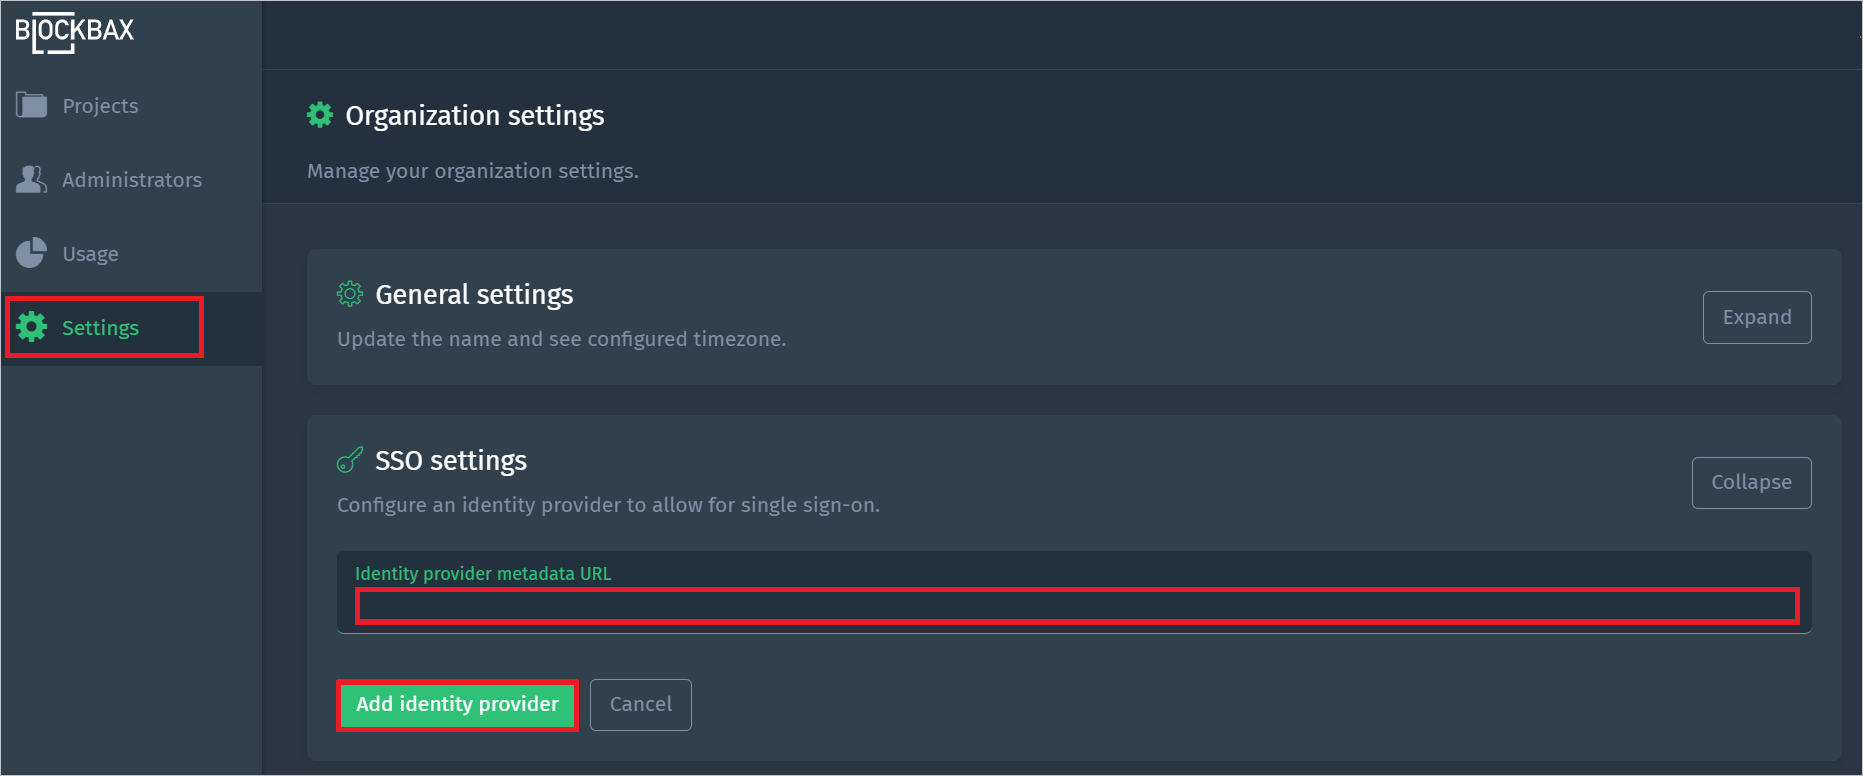 BLOCKBAX
Projects
Administrators
Usage
Settings
Organization settings
Manage your organization settings.
General settings
Update the name and see configured timezone.
Expand
SSO settings
Configure an identity provider to allow for single sign-on.
Collapse
Identity provider metadata URL
Add identity provider
Cancel